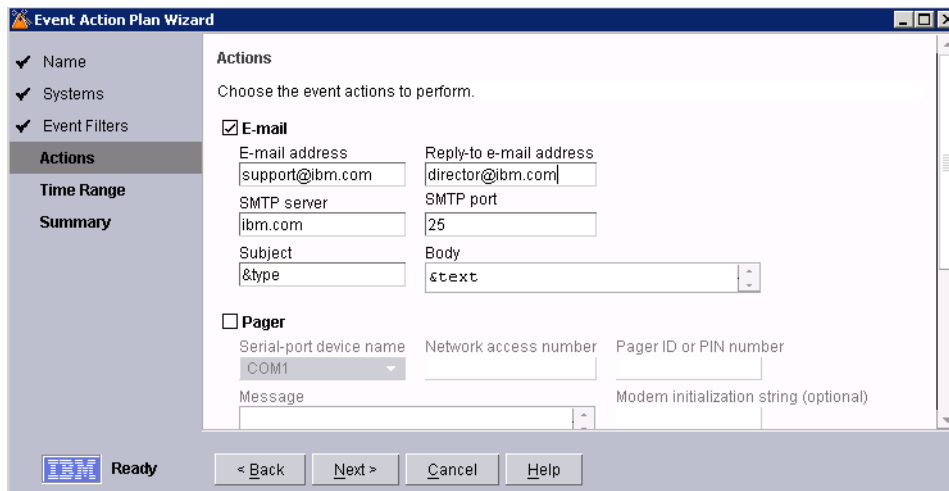 Event Action Plan Wizard
Name
Systems
Event Filters
Actions
Time Range
Summary
Actions
Choose the event actions to perform.
E-mail
E-mail address Reply-to e-mail address
support@ibm.com director@ibm.com
SMTP server SMTP port
ibm.com 25
Subject Body
&type &text
Pager
Serial-port device name Network access number Pager ID or PIN number
COM1
Message Modem initialization string (optional)
IBM Ready < Back Next > Cancel Help